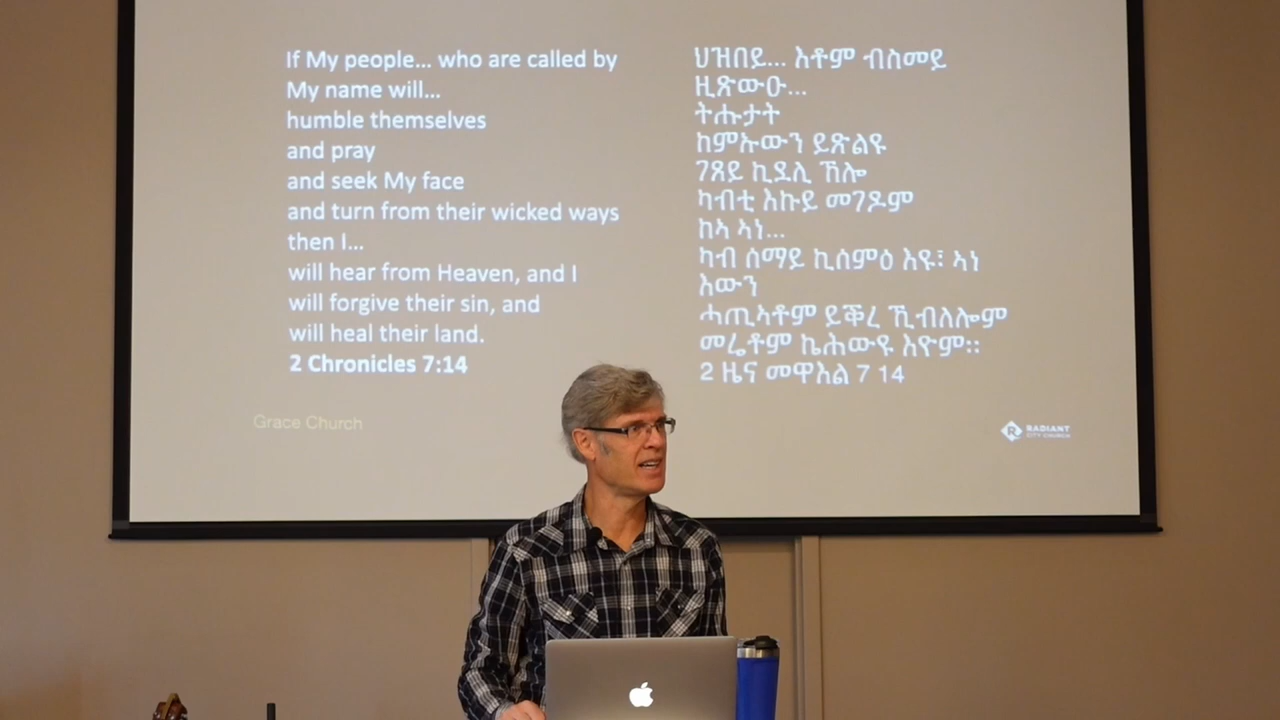 If My people... who are called by
My name will...
humble themselves
and pray
and seek My face
and turn from their wicked ways
then I...
will hear from Heaven, and I
will forgive their sin, and
will heal their land.
2 Chronicles 7:14
ህዝበይ... እቶም ብስመይ
ዚጽውዑ...
ትሑታት
ከምኡውን ይጽልዩ
ገጸይ ኪደሊ ኸሎ
ካብቲ እኩይ መገዶም
ከኣ ኣነ...
ካብ ሰማይ ኪሰምዕ እዩ፣ ኣነ
እውን
ሓጢኣቶም ይቕረ ኺብለሎም
መሬቶም ኬሕውዩ እዮም።
2 ዜና መዋእል 7 14
Grace Church
R RADIANT
CITY CHURCH